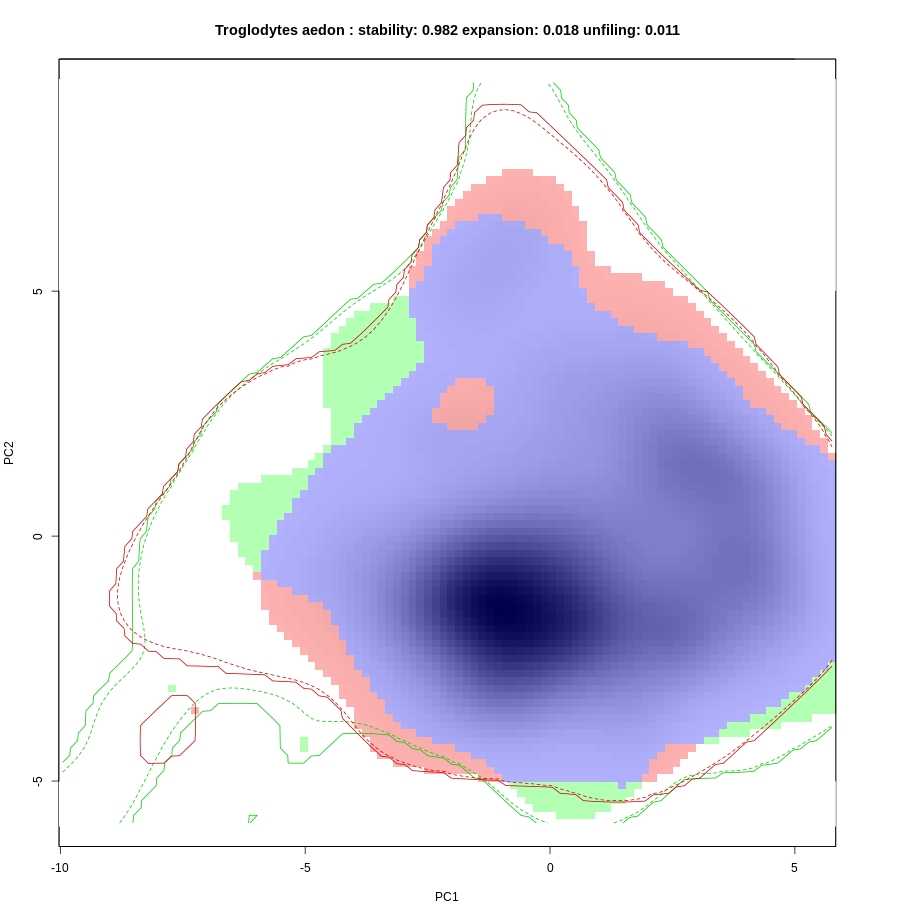 Troglodytes aedon : stability: 0.982 expansion: 0.018 unfiling: 0.011
5
PC2
0
-5
-10 -5 0 5
PC1